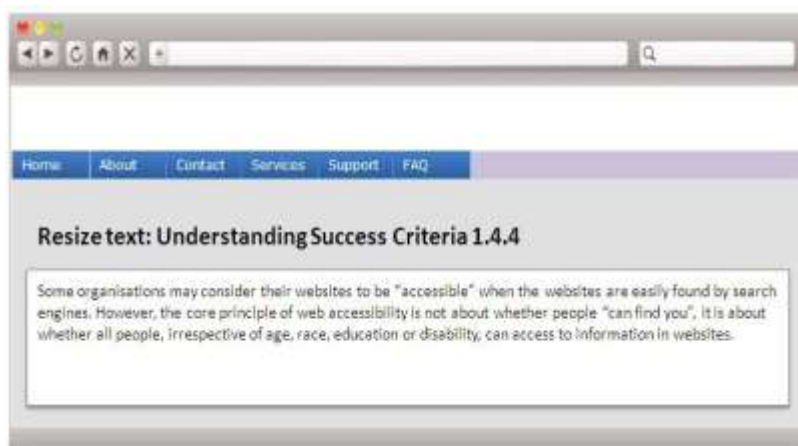 Home About Contact Services Support FAQ
Resize text: Understanding Success Criteria 1.4.4
Some organisations may consider their websites to be "accessible" when the websites are easily found by search
engines. However, the core principle of web accessibility is not about whether people "can find you", it is about
whether all people, irrespective of age, race, education or disability, can access to information in websites.